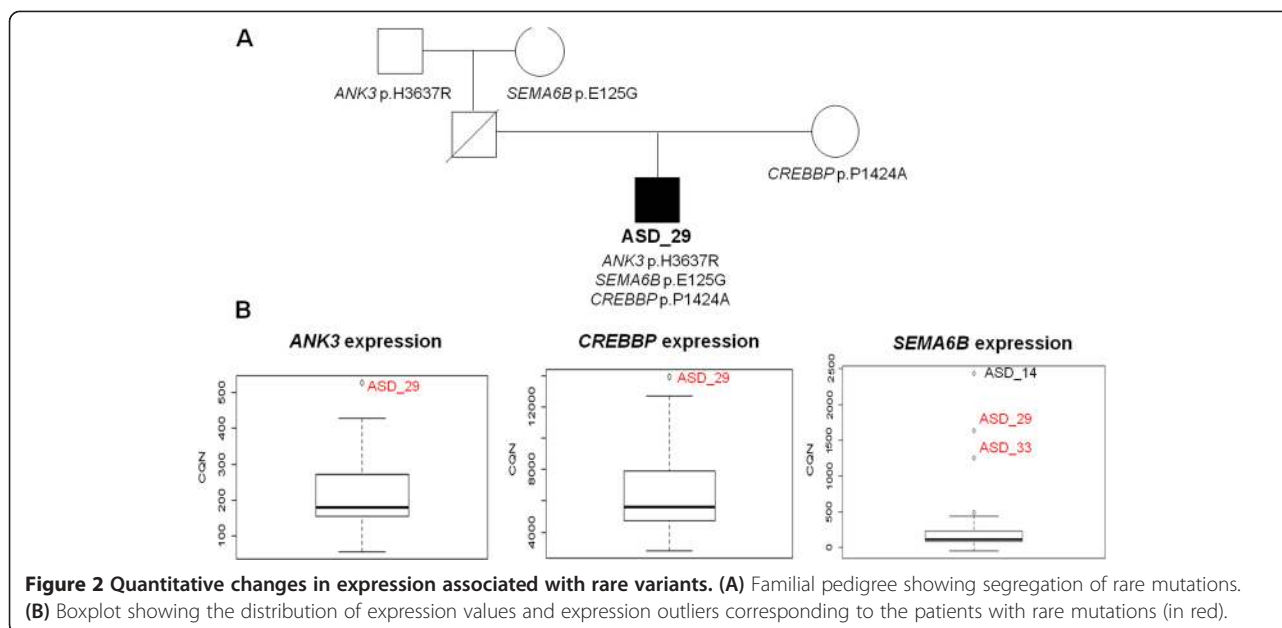 A
ANK3 p.H3637R
SEMA6B p.E125G
CREBBP p.P1424A
ASD_29
ANK3 p.H3637R
SEMA6B p.E125G
CREBBP p.P1424A
B
ANK3 expression
CREBBP expression
SEMA6B expression
CQN
100 200 300 400 500
ASD_29
CQN
4000 8000 12000
ASD_29
CQN
0 500 1000 1500 2000 2500
ASD_14
ASD_29
ASD_33
Figure 2 Quantitative changes in expression associated with rare variants. (A) Familial pedigree showing segregation of rare mutations.
(B) Boxplot showing the distribution of expression values and expression outliers corresponding to the patients with rare mutations (in red).